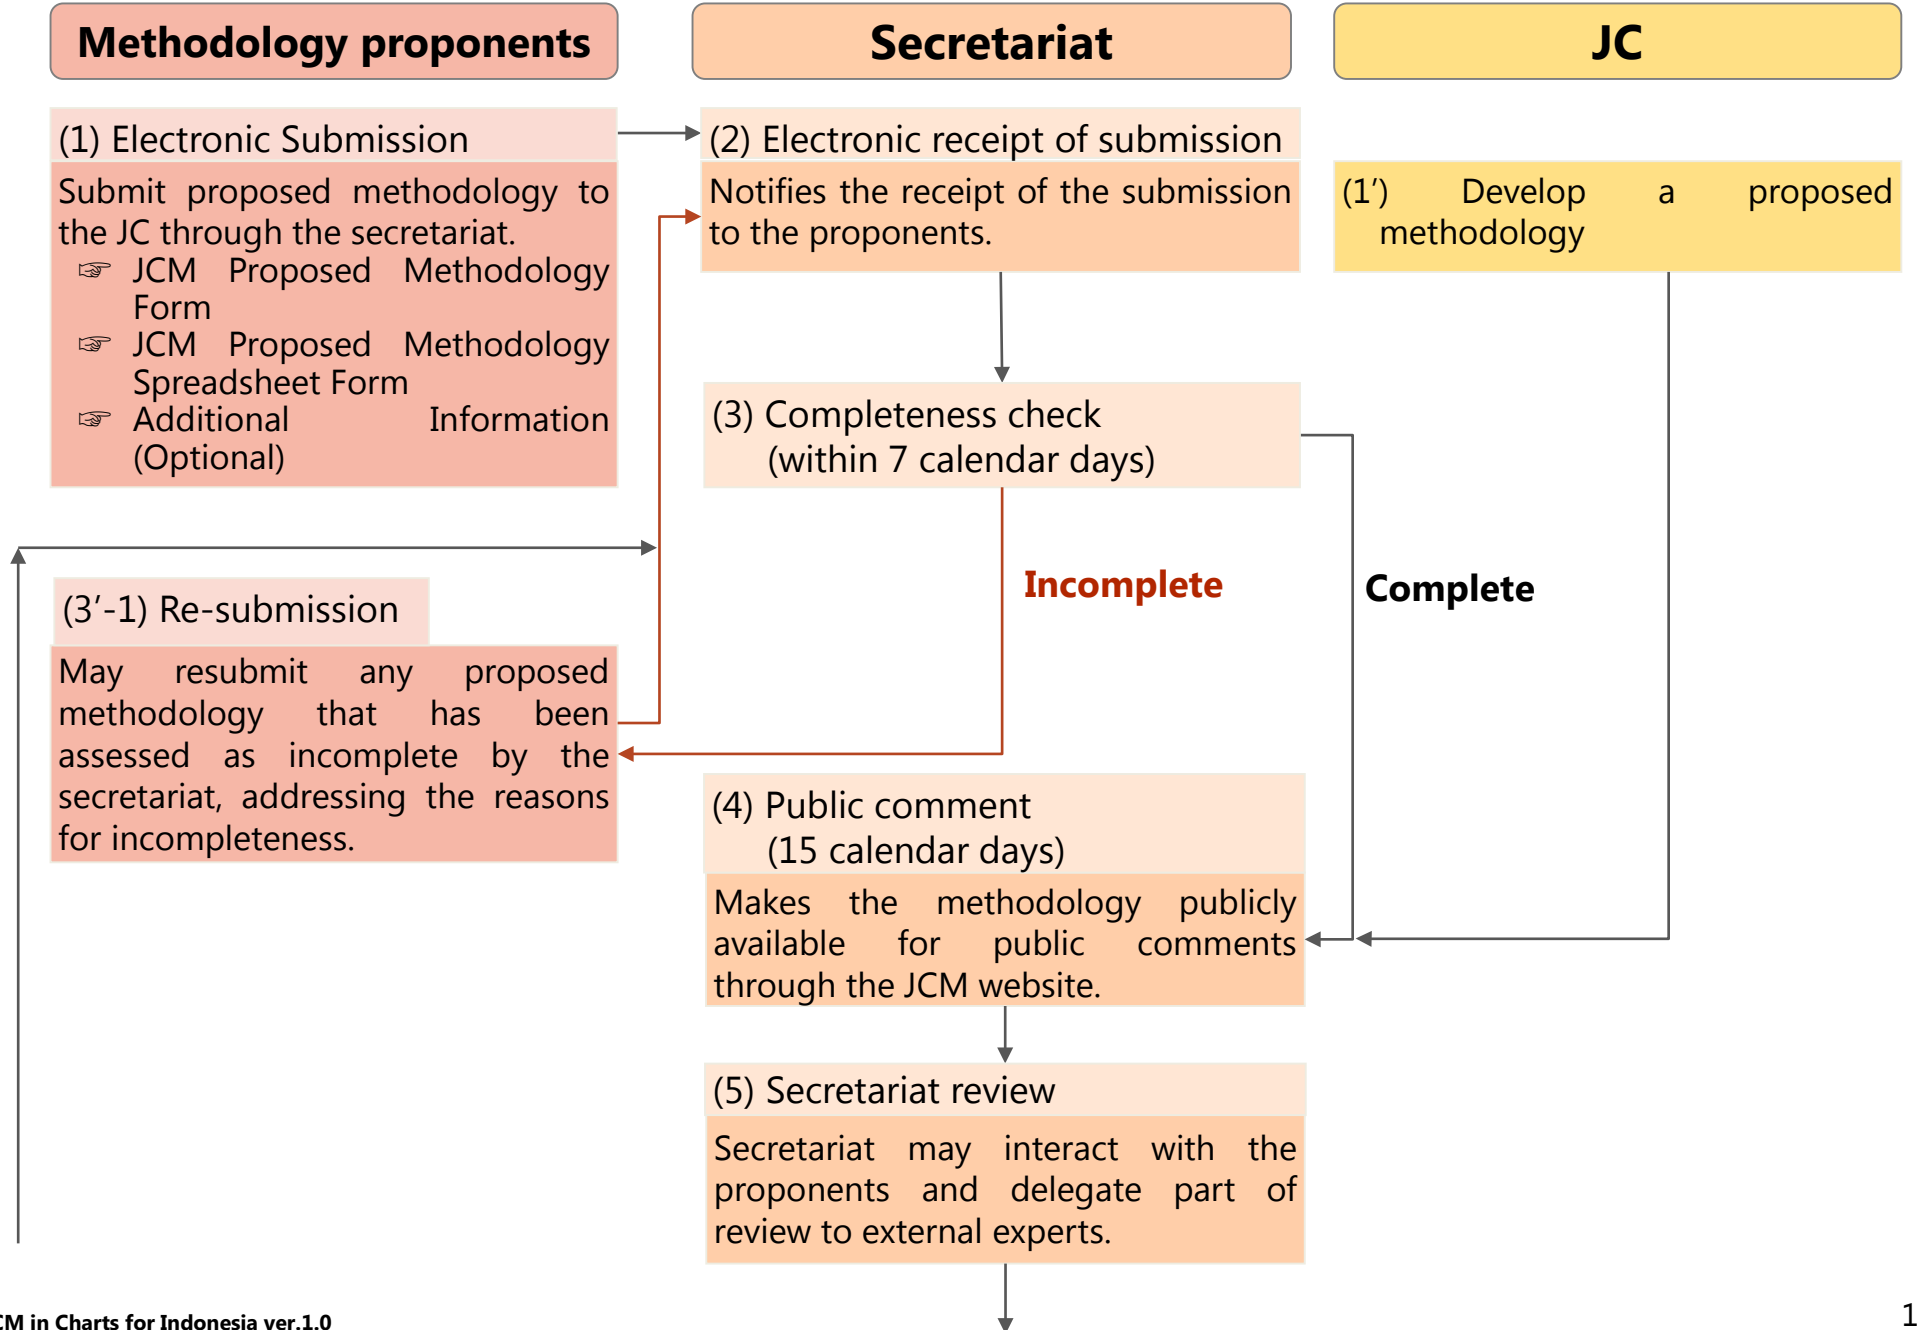 Methodology proponents
Secretariat
JC
(1) Electronic Submission
Submit proposed methodology to
the JC through the secretariat.
☞ JCM Proposed Methodology
Form
☞ JCM Proposed Methodology
Spreadsheet Form
☞ Additional Information
(Optional)
(2) Electronic receipt of submission
Notifies the receipt of the submission
to the proponents.
(1′) Develop a proposed
methodology
(3) Completeness check
(within 7 calendar days)
Incomplete
Complete
(3′-1) Re-submission
May resubmit any proposed
methodology that has been
assessed as incomplete by the
secretariat, addressing the reasons
for incompleteness.
(4) Public comment
(15 calendar days)
Makes the methodology publicly
available for public comments
through the JCM website.
(5) Secretariat review
Secretariat may interact with the
proponents and delegate part of
review to external experts.
CM in Charts for Indonesia ver.1.0
1